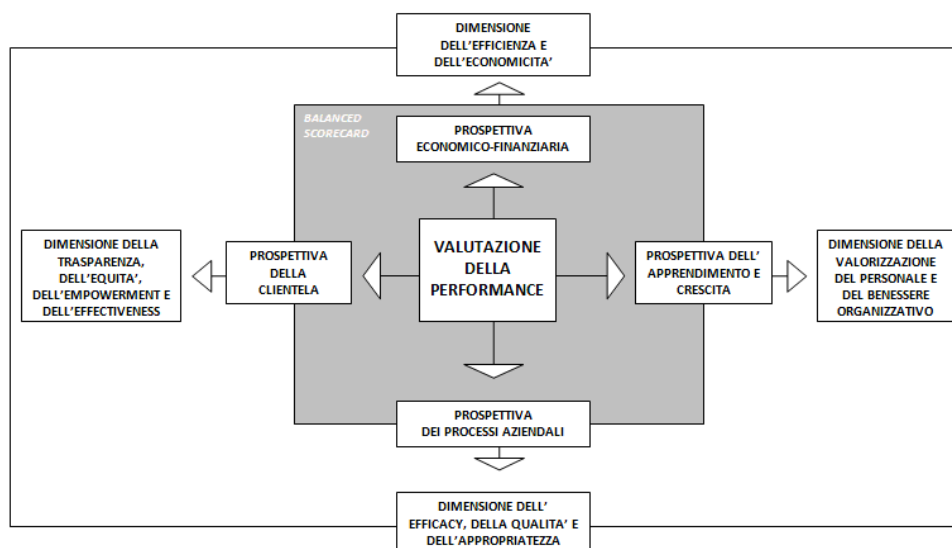 DIMENSIONE
DELL'EFFICIENZA E
DELL'ECONOMICITA'
BALANCED
SCORECARD
PROSPETTIVA
ECONOMICO-FINANZIARIA
DIMENSIONE DELLA
TRASPARENZA,
DELL'EQUITA',
DELL'EMPOWERMENT E
DELL'EFFECTIVENESS
PROSPETTIVA
DELLA
CLIENTELA
VALUTAZIONE
DELLA
PERFORMANCE
PROSPETTIVA DELL'
APPRENDIMENTO E
CRESCITA
DIMENSIONE DELLA
VALORIZZAZIONE
DEL PERSONALE E
DEL BENESSERE
ORGANIZZATIVO
PROSPETTIVA
DEI PROCESSI AZIENDALI
DIMENSIONE DELL'
EFFICACY, DELLA QUALITA' E
DELL'APPROPRIATEZZA